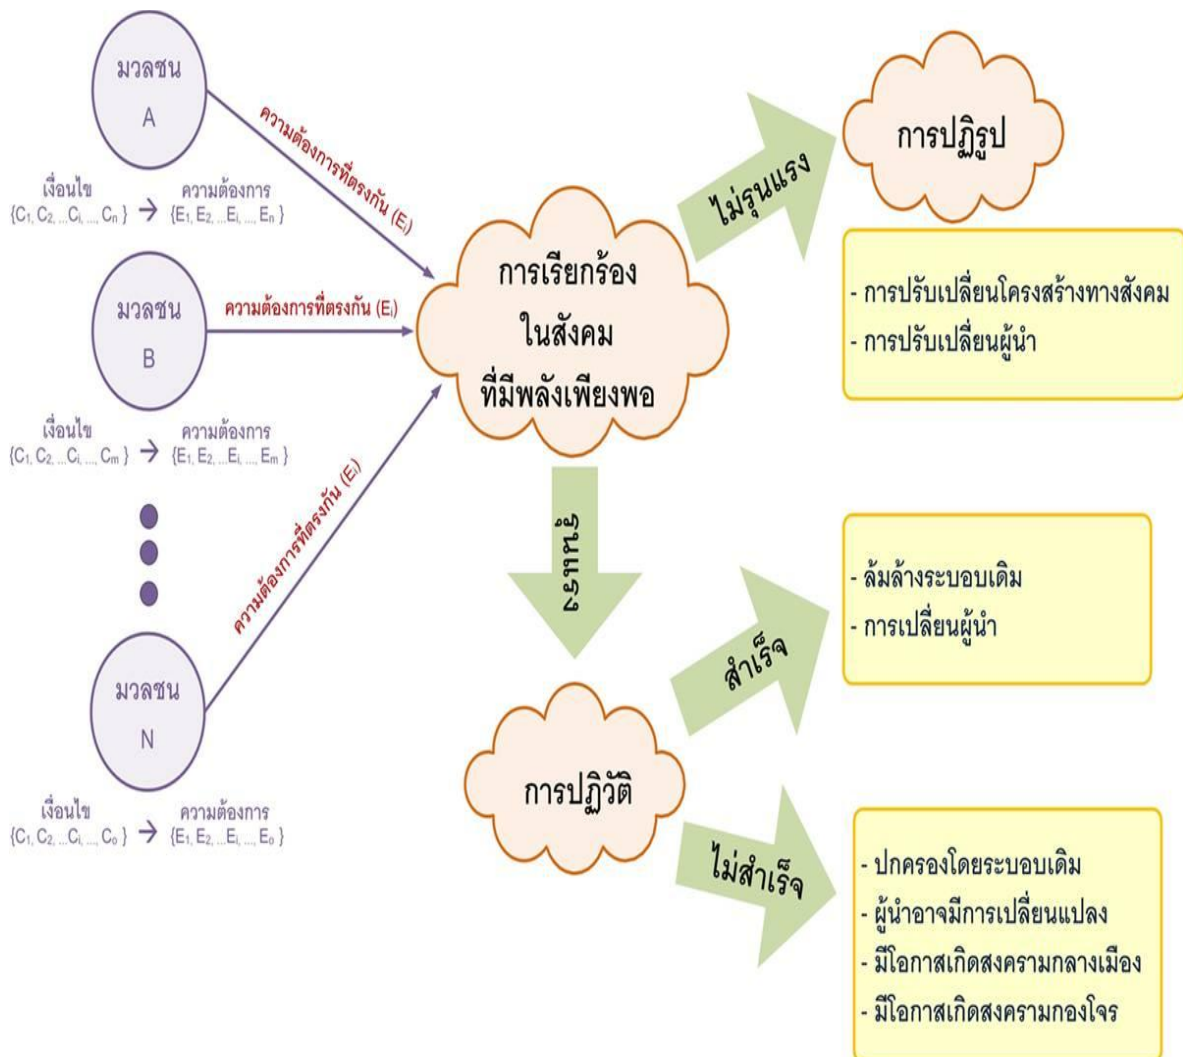 มวลชน
A
เงื่อนไข
ความต้องการ
{C₁, C₂, ...Cᵢ, ..., Cₙ } → {E₁, E₂, ...Eᵢ, ..., Eₙ }
ความต้องการที่ตรงกัน (Eᵢ)
มวลชน
B
เงื่อนไข
ความต้องการ
{C₁, C₂, ...Cᵢ, ..., Cₘ } → {E₁, E₂, ...Eᵢ, ..., Eₘ }
ความต้องการที่ตรงกัน (Eᵢ)
มวลชน
N
เงื่อนไข
ความต้องการ
{C₁, C₂, ...Cᵢ, ..., Cₒ } → {E₁, E₂, ...Eᵢ, ..., Eₒ }
ความต้องการที่ตรงกัน (Eᵢ)
การเรียกร้อง
ในสังคม
ที่มีพลังเพียงพอ
ไม่รุนแรง
การปฏิรูป
- การปรับเปลี่ยนโครงสร้างทางสังคม
- การปรับเปลี่ยนผู้นำ
รุนแรง
การปฏิวัติ
สำเร็จ
- ล้มล้างระบอบเดิม
- การเปลี่ยนผู้นำ
ไม่สำเร็จ
- ปกครองโดยระบอบเดิม
- ผู้นำอาจมีการเปลี่ยนแปลง
- มีโอกาสเกิดสงครามกลางเมือง
- มีโอกาสเกิดสงครามกองโจร